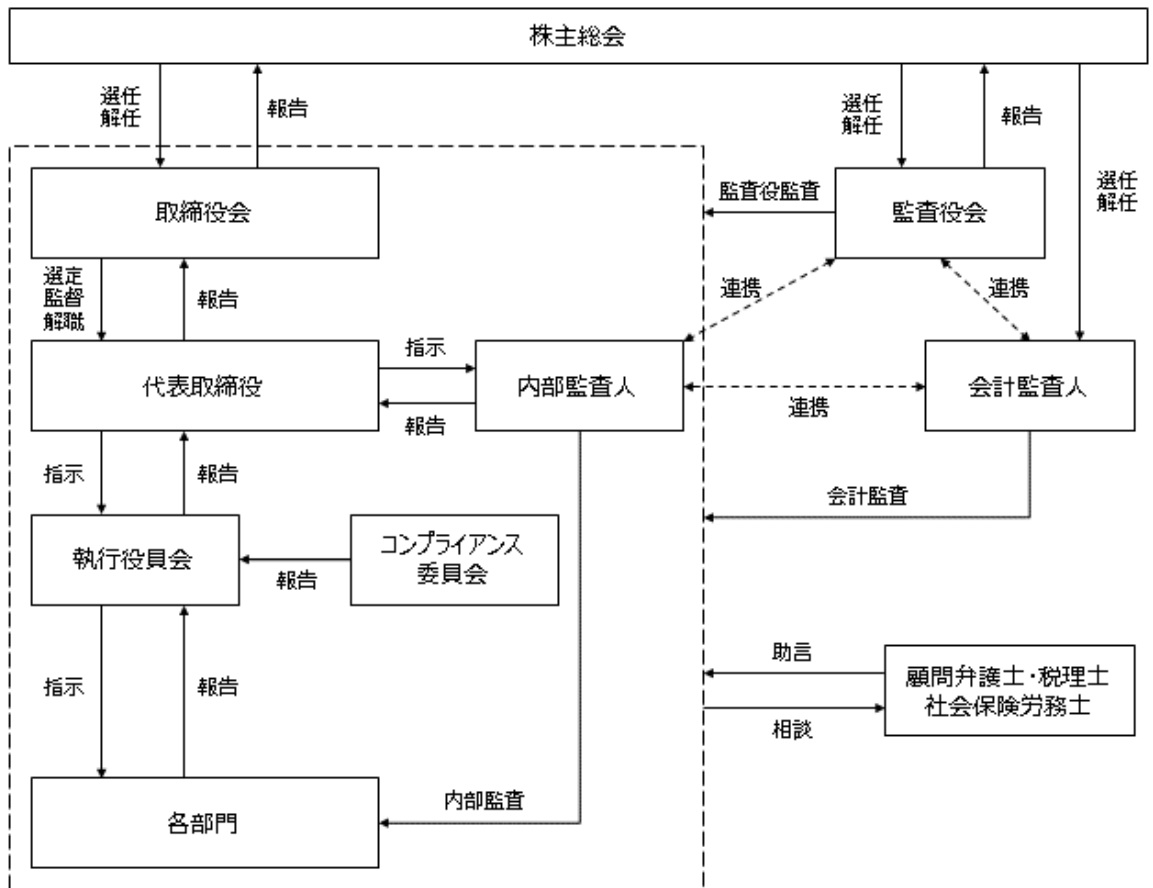 株主総会
選任
解任
報告
選任
解任
報告
選任
解任
取締役会
監査役監査
監査役会
選定
監督
解職
報告
連携
連携
代表取締役
指示
報告
内部監査人
連携
会計監査人
指示
報告
会計監査
執行役員会
報告
コンプライアンス
委員会
指示
報告
助言
相談
顧問弁護士・税理士
社会保険労務士
各部門
内部監査